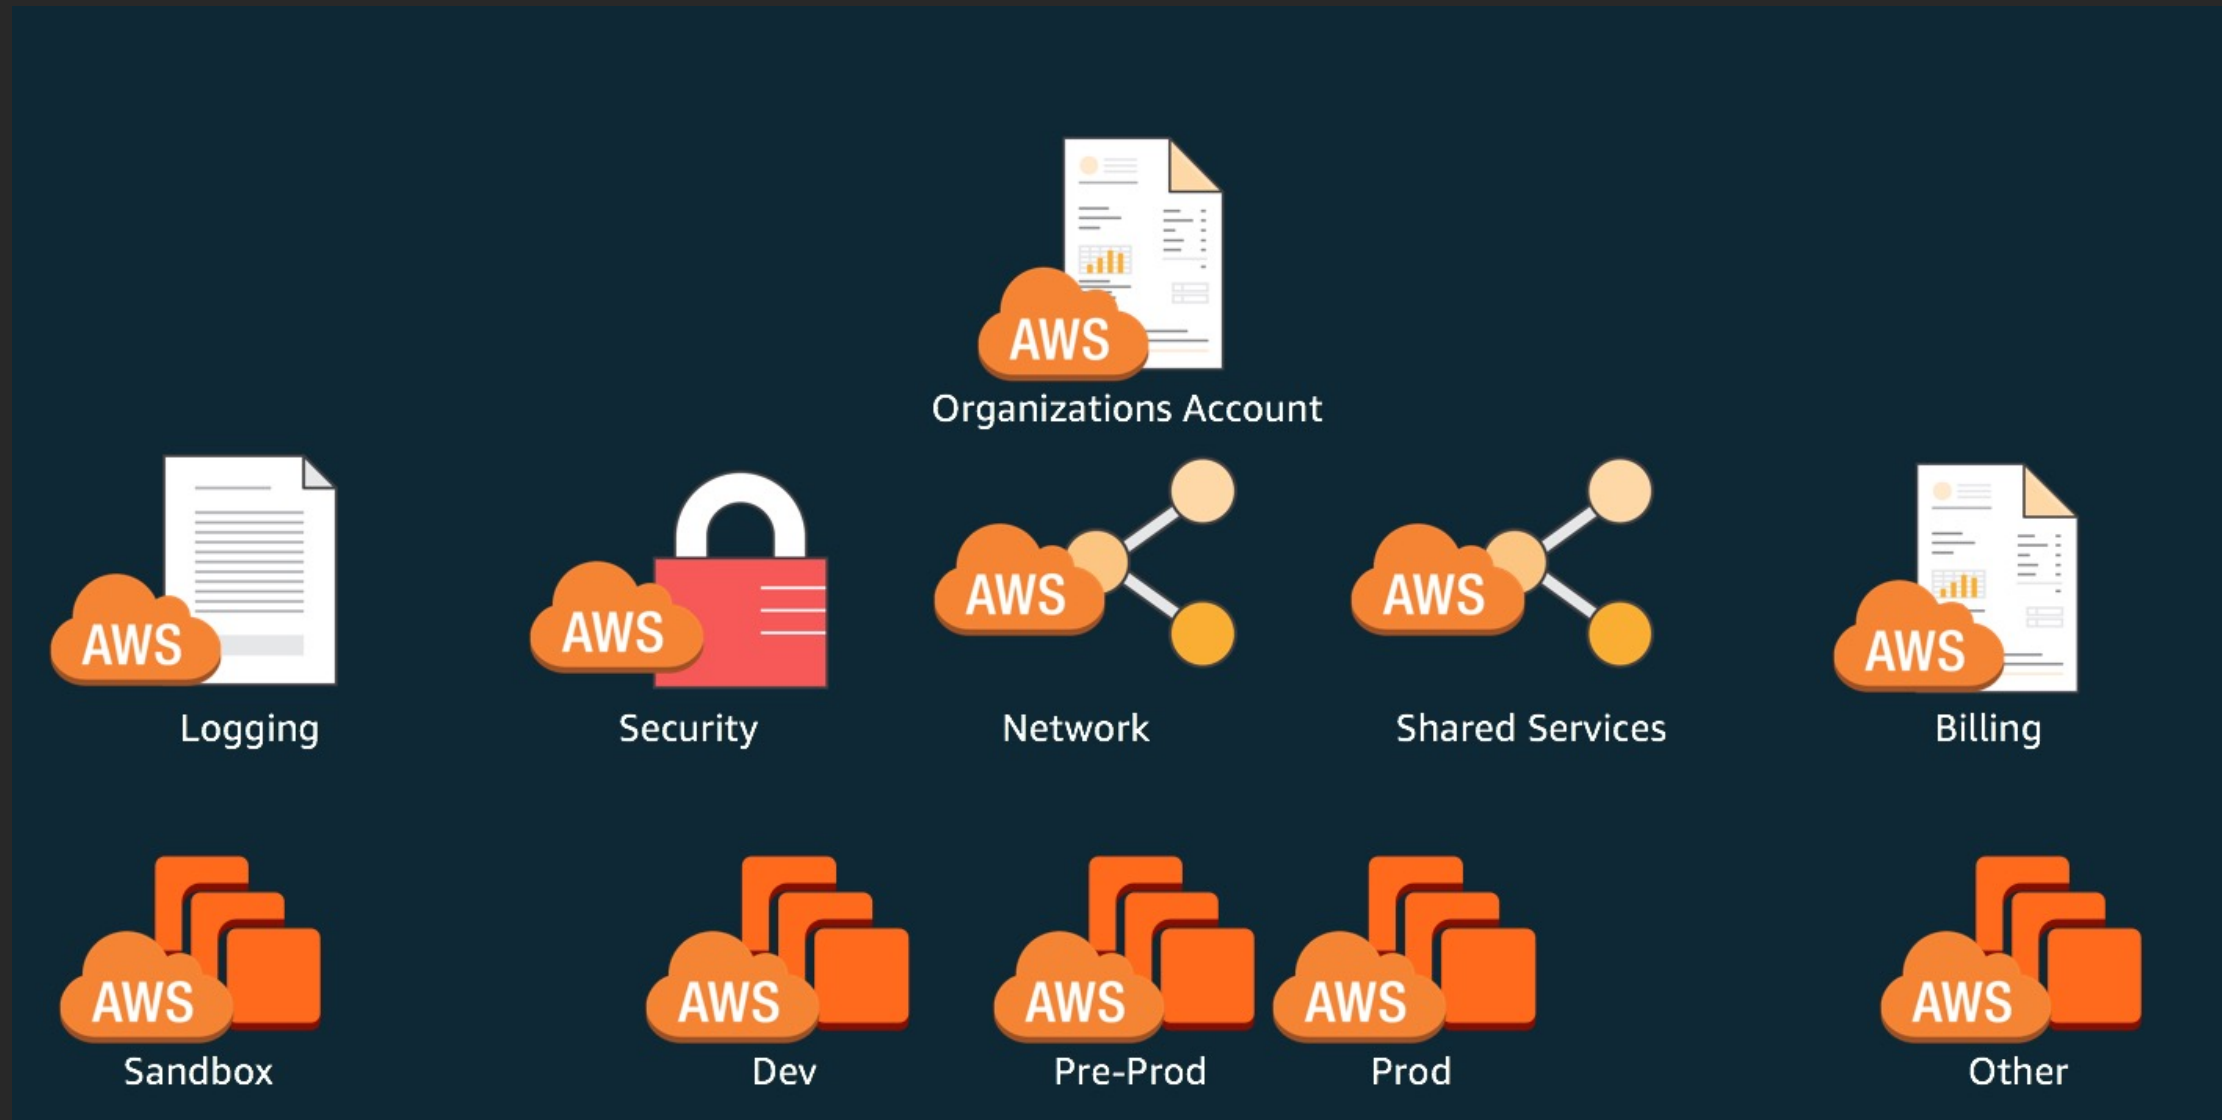 AWS
Organizations Account
AWS
AWS
AWS
AWS
AWS
Logging
Security
Network
Shared Services
Billing
AWS
AWS
AWS
AWS
AWS
Sandbox
Dev
Pre-Prod
Prod
Other